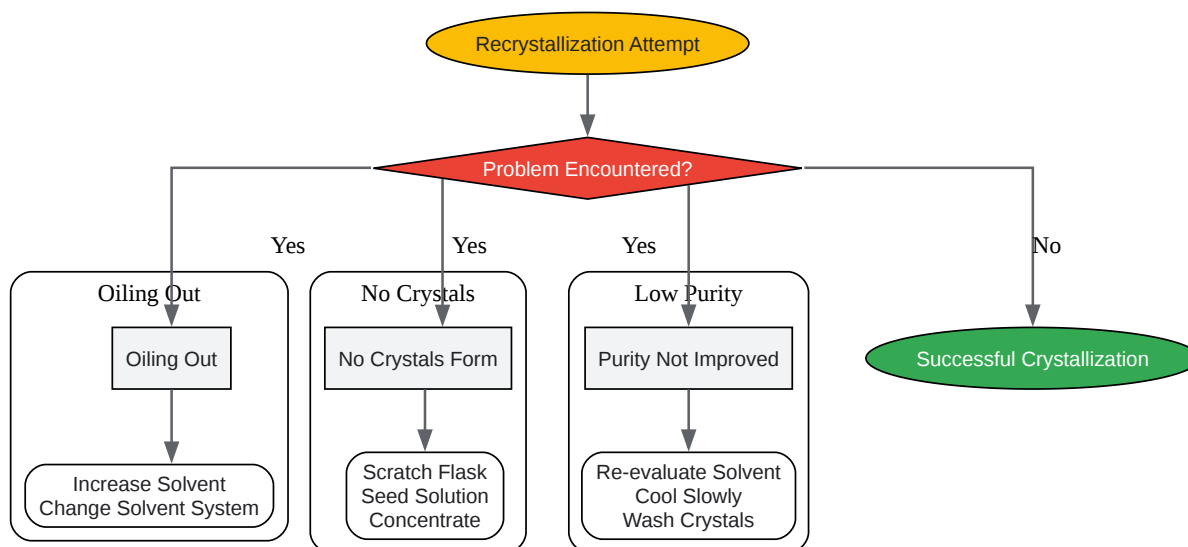 Recrystallization Attempt
Problem Encountered?
Yes
Yes
Yes
No
Oiling Out
No Crystals
Low Purity
Oiling Out
No Crystals Form
Purity Not Improved
Successful Crystallization
Increase Solvent
Change Solvent System
Scratch Flask
Seed Solution
Concentrate
Re-evaluate Solvent
Cool Slowly
Wash Crystals